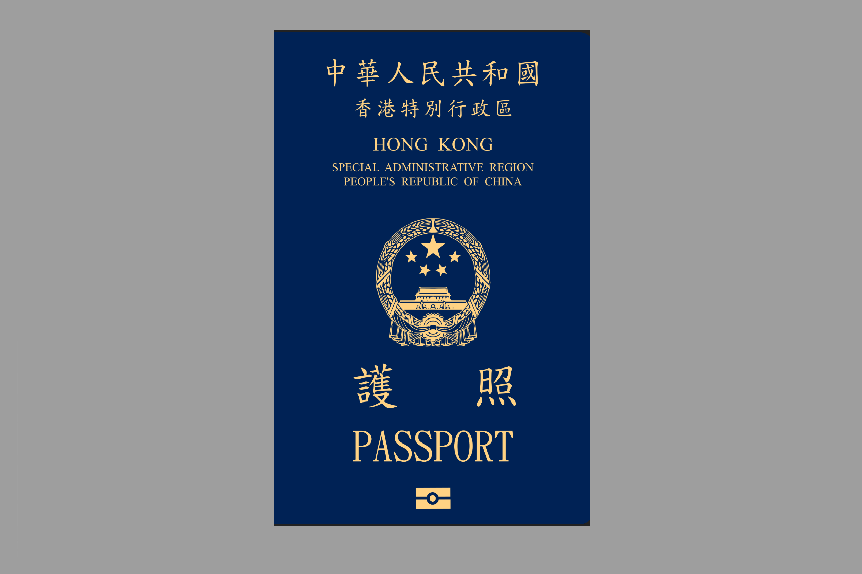 中華人民共和國
香港特別行政區
HONG KONG
SPECIAL ADMINISTRATIVE REGION
PEOPLE'S REPUBLIC OF CHINA
護 照
PASSPORT